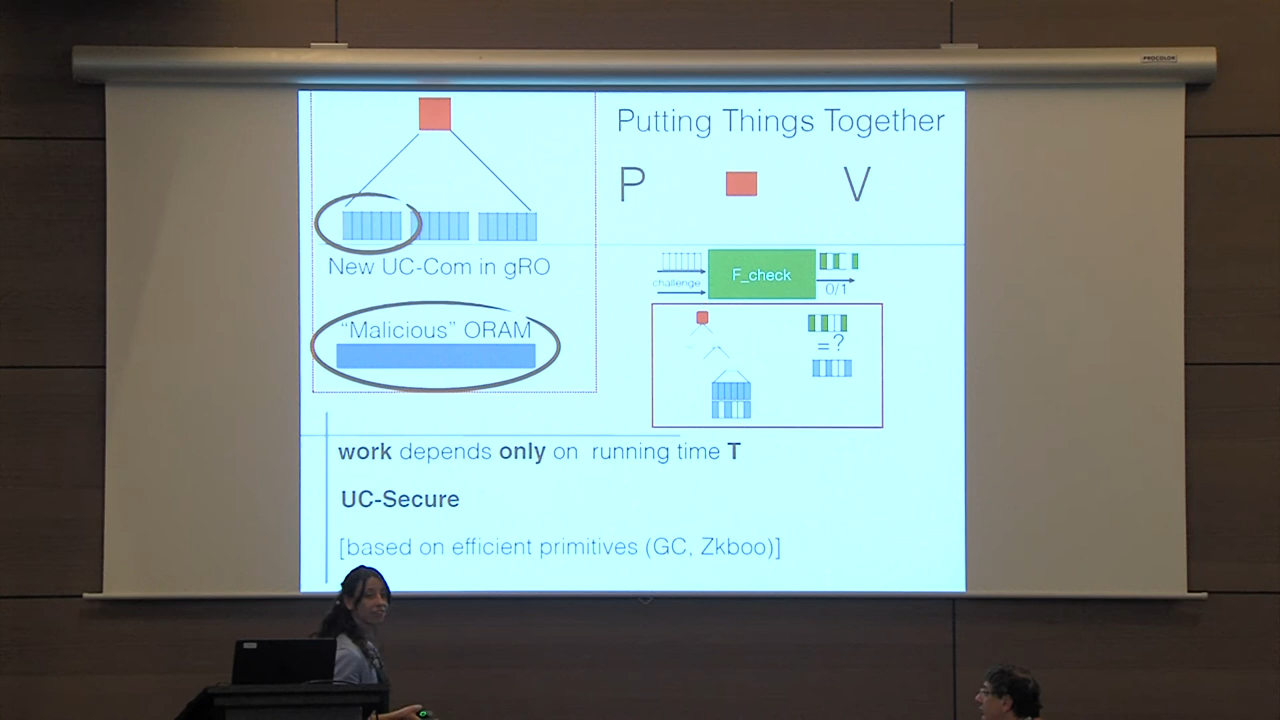 PROCOLOR
Putting Things Together
P V
New UC-Com in gRO
challenge
F_check
0/1
= ?
"Malicious" ORAM
work depends only on running time T
UC-Secure
[based on efficient primitives (GC, Zkboo)]